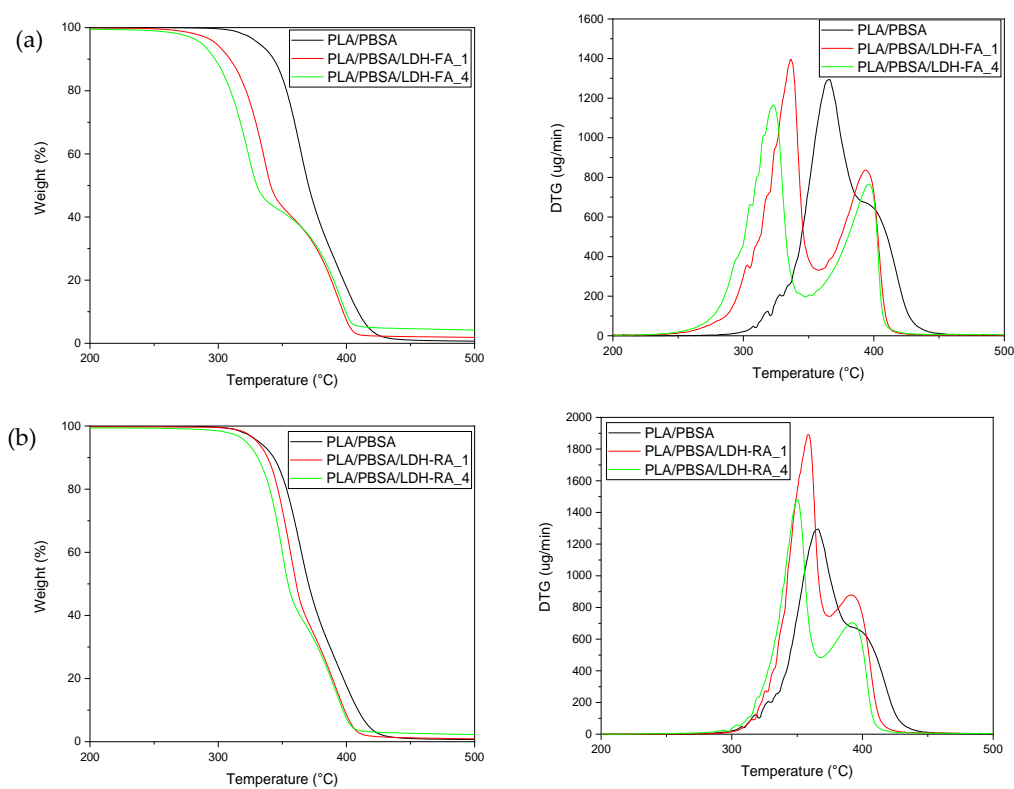 (a)
100
80
60
40
20
0
200
300
400
500
Weight (%)
Temperature (°C)
PLA/PBSA
PLA/PBSA/LDH-FA_1
PLA/PBSA/LDH-FA_4
1600
1400
1200
1000
800
600
400
200
0
200
300
400
500
DTG (ug/min)
Temperature (°C)
PLA/PBSA
PLA/PBSA/LDH-FA_1
PLA/PBSA/LDH-FA_4
(b)
100
80
60
40
20
0
200
300
400
500
Weight (%)
Temperature (°C)
PLA/PBSA
PLA/PBSA/LDH-RA_1
PLA/PBSA/LDH-RA_4
2000
1800
1600
1400
1200
1000
800
600
400
200
0
200
300
400
500
DTG (ug/min)
Temperature (°C)
PLA/PBSA
PLA/PBSA/LDH-RA_1
PLA/PBSA/LDH-RA_4